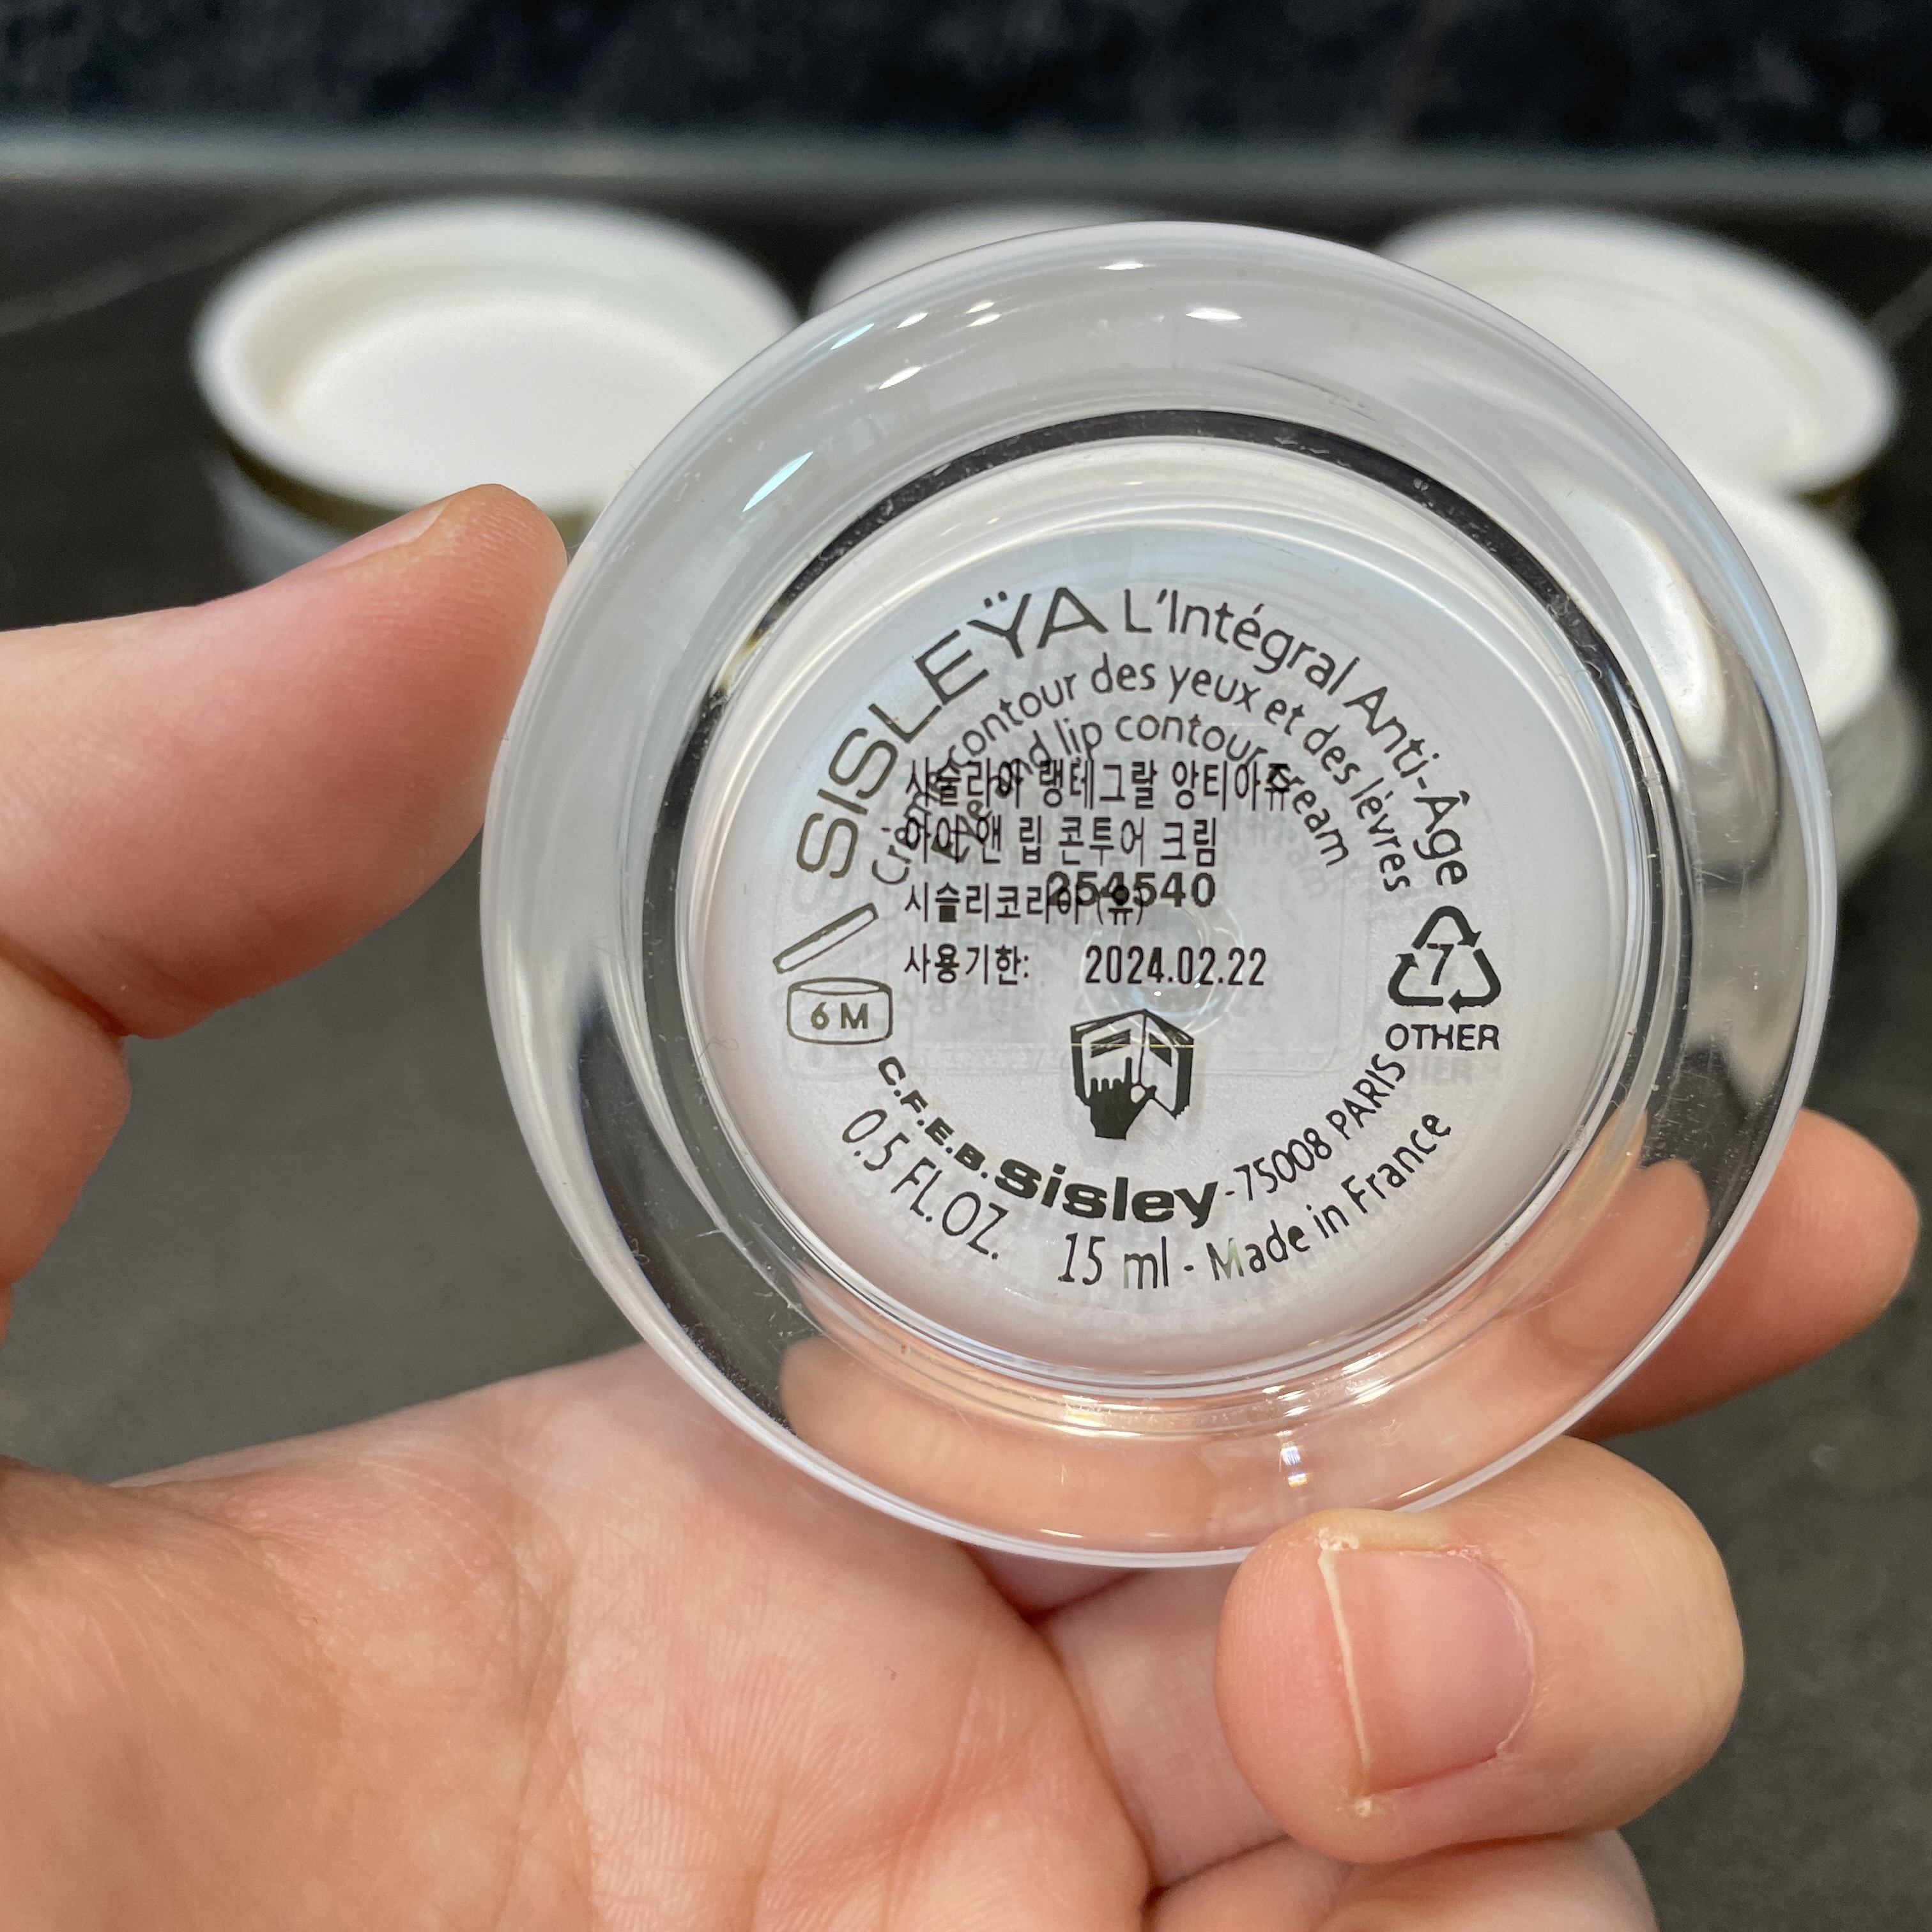 SISLEŸA L'Intégral Anti-Âge
Crème contour des yeux et des lèvres
Eye and lip contour cream
시슬리아 랭테그랄 앙티아쥬
아이 앤 립 콘투어 크림
254540
시슬리코리아(유)
사용기한: 2024.02.22
6 M
7
OTHER
C.F.E.B. sisley - 75008 PARIS
0.5 FL.OZ. 15 ml - Made in France